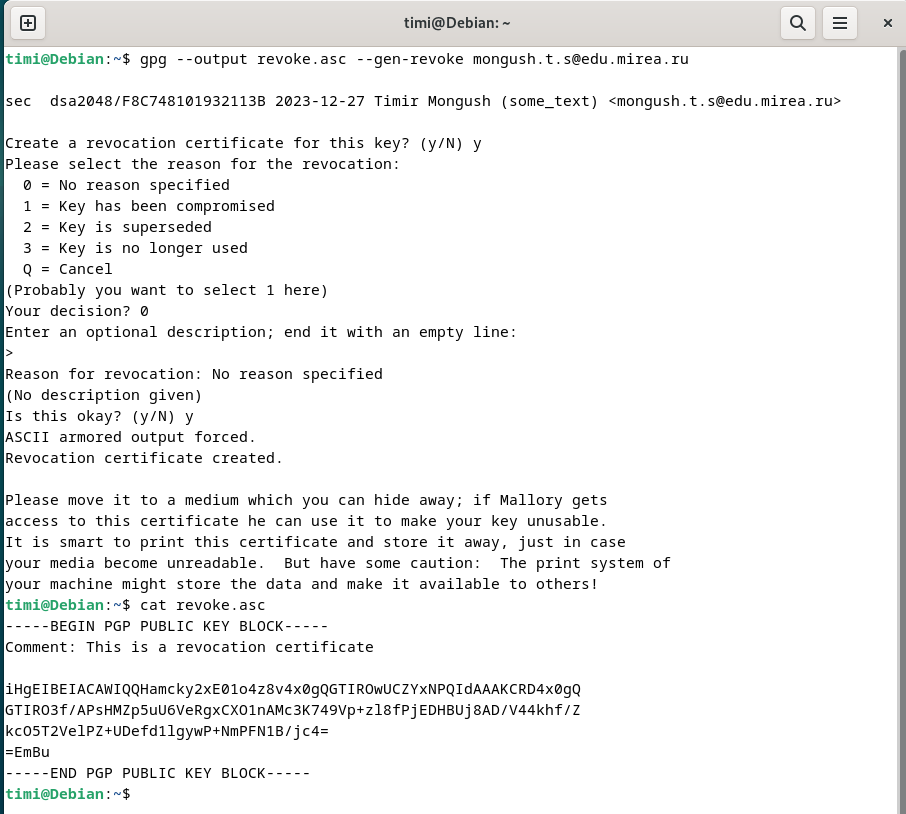 timi@Debian: ~
timi@Debian:~$ gpg --output revoke.asc --gen-revoke mongush.t.s@edu.mirea.ru
sec  dsa2048/F8C748101932113B 2023-12-27 Timir Mongush (some_text) <mongush.t.s@edu.mirea.ru>
Create a revocation certificate for this key? (y/N) y
Please select the reason for the revocation:
  0 = No reason specified
  1 = Key has been compromised
  2 = Key is superseded
  3 = Key is no longer used
  Q = Cancel
(Probably you want to select 1 here)
Your decision? 0
Enter an optional description; end it with an empty line:
>
Reason for revocation: No reason specified
(No description given)
Is this okay? (y/N) y
ASCII armored output forced.
Revocation certificate created.
Please move it to a medium which you can hide away; if Mallory gets
access to this certificate he can use it to make your key unusable.
It is smart to print this certificate and store it away, just in case
your media become unreadable.  But have some caution:  The print system of
your machine might store the data and make it available to others!
timi@Debian:~$ cat revoke.asc
-----BEGIN PGP PUBLIC KEY BLOCK-----
Comment: This is a revocation certificate
iHgEIBEIACAWIQQHamcky2xE01o4z8v4x0gQGTIROwUCZYxNPQIdAAAKCRD4x0gQ
GTIRO3f/APsHMZp5uU6VeRgxCXO1nAMc3K749Vp+zl8fPjEDHBUj8AD/V44khf/Z
kcO5T2VelPZ+UDefd1lgywP+NmPFN1B/jc4=
=EmBu
-----END PGP PUBLIC KEY BLOCK-----
timi@Debian:~$